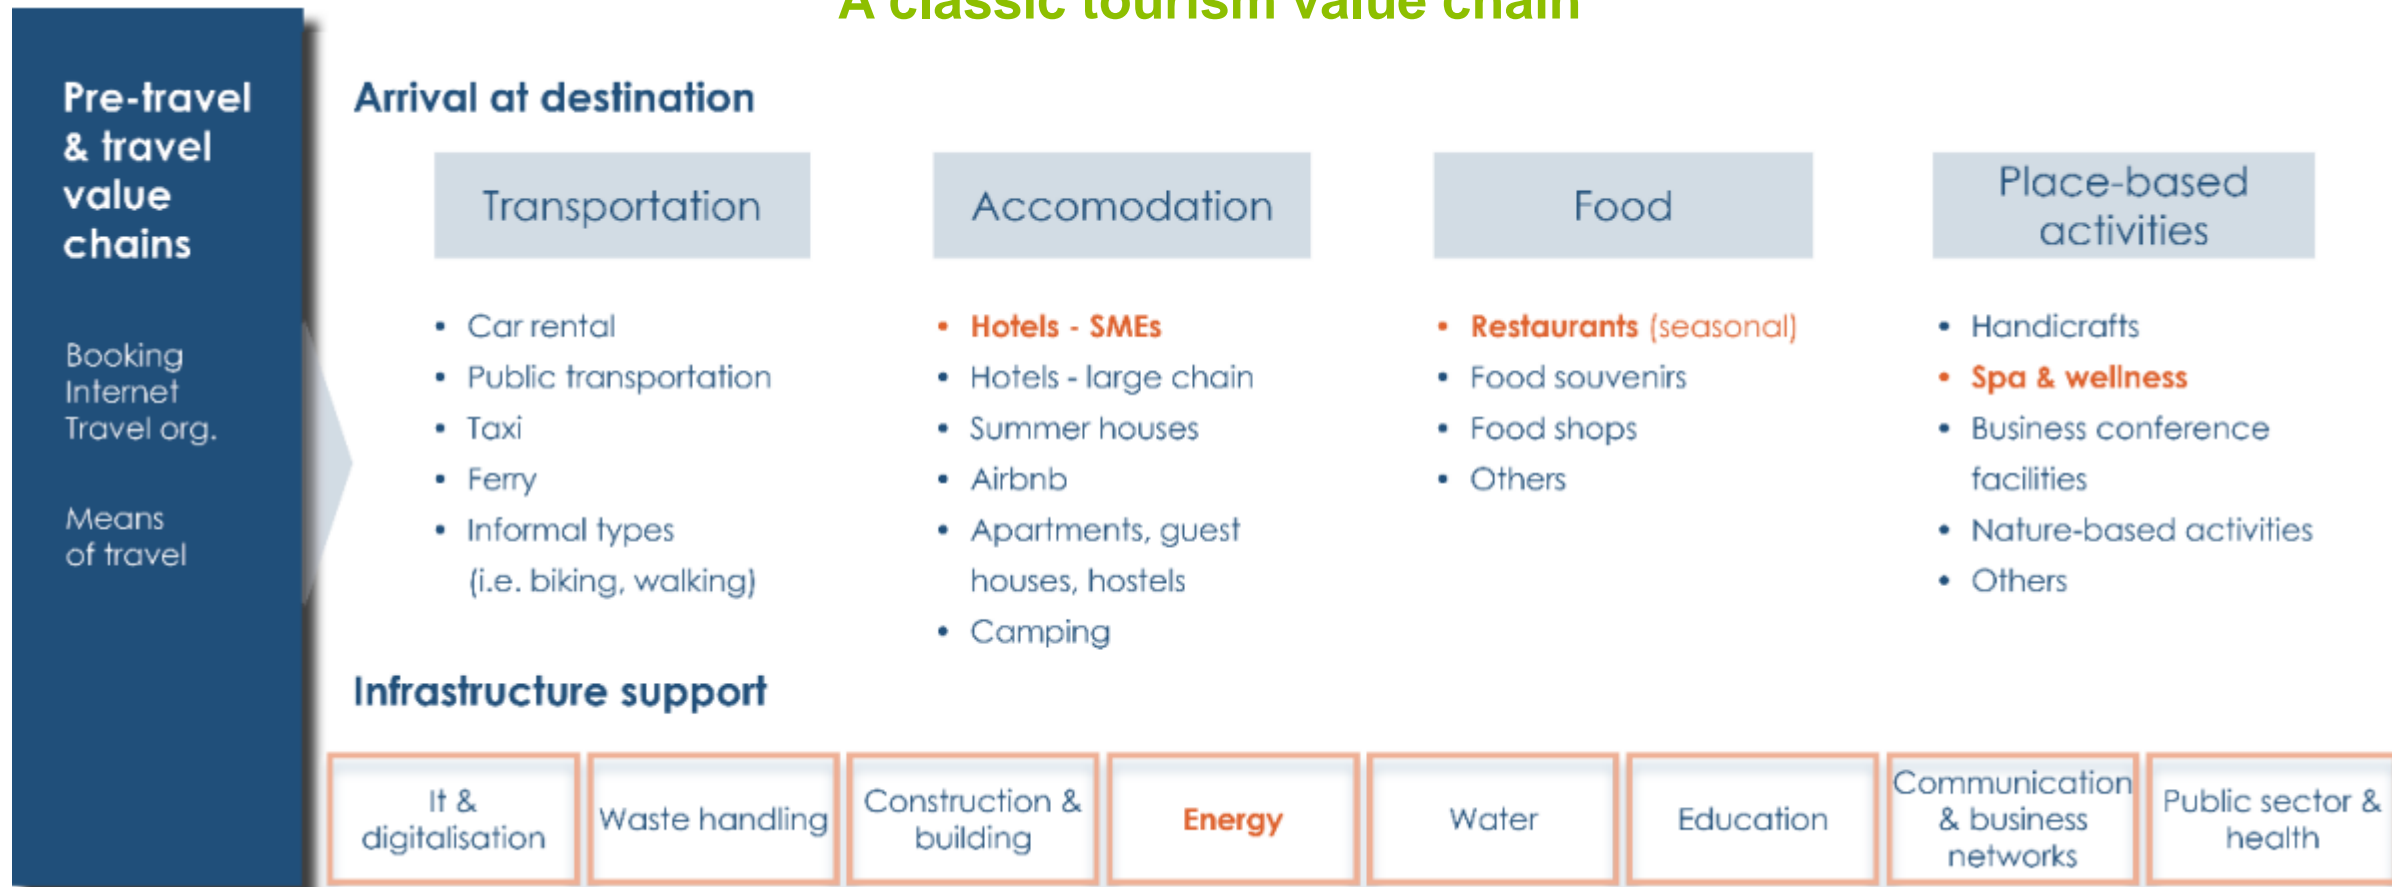 A classic tourism value chain
Pre-travel
& travel
value
chains
Booking
Internet
Travel org.
Means
of travel
Arrival at destination
Transportation
• Car rental
• Public transportation
• Taxi
• Ferry
• Informal types
(i.e. biking, walking)
Accomodation
• Hotels - SMEs
• Hotels - large chain
• Summer houses
• Airbnb
• Apartments, guest
houses, hostels
• Camping
Food
• Restaurants (seasonal)
• Food souvenirs
• Food shops
• Others
Place-based
activities
• Handicrafts
• Spa & wellness
• Business conference
facilities
• Nature-based activities
• Others
Infrastructure support
It &
digitalisation
Waste handling
Construction &
building
Energy
Water
Education
Communication
& business
networks
Public sector &
health